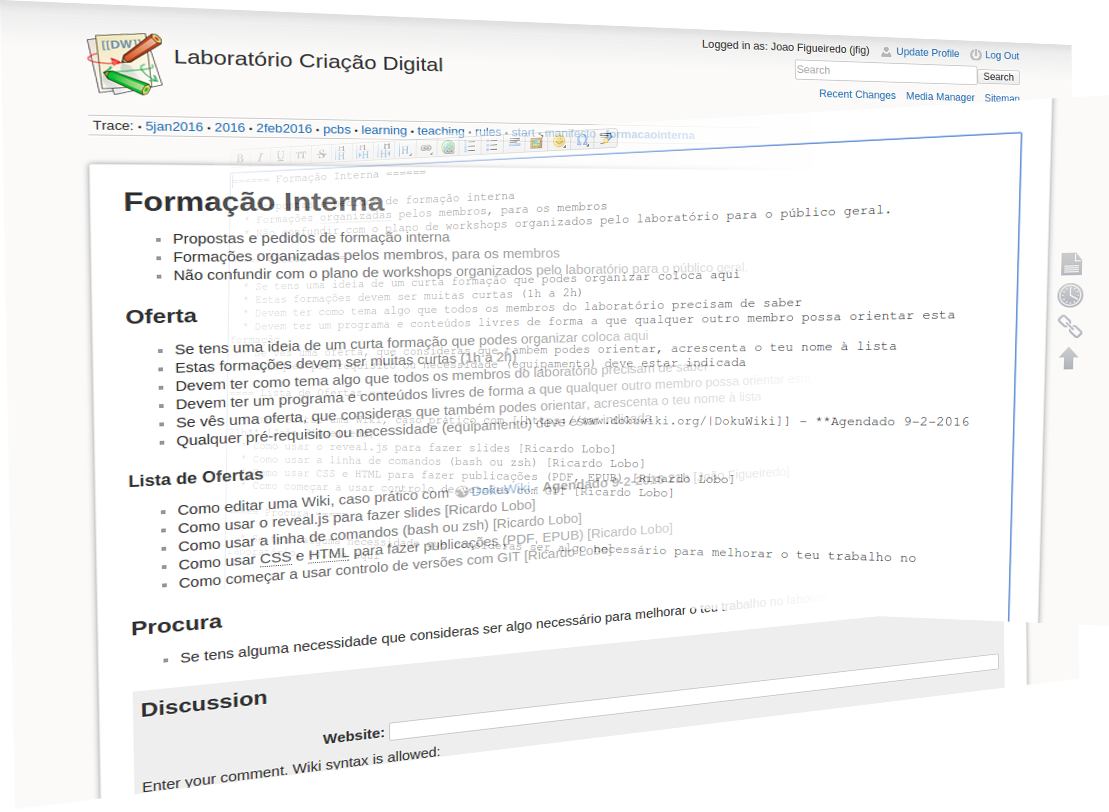 [[DW]]
Laboratório Criação Digital
Logged in as: Joao Figueiredo (jfig) Update Profile Log Out
Search Search
Recent Changes Media Manager Sitemap
Trace: • 5jan2016 • 2016 • 2feb2016 • pcbs • learning • teaching • rules • start • manifesto • formacaointerna
====== Formação Interna ======
de formação interna
* Formações organizadas pelos membros, para os membros
* Não confundir com o plano de workshops organizados pelo laboratório para o público geral.
Formação Interna
Propostas e pedidos de formação interna
Formações organizadas pelos membros, para os membros
Não confundir com o plano de workshops organizados pelo laboratório para o público geral.
* Se tens uma ideia de um curta formação que podes organizar coloca aqui
* Estas formações devem ser muitas curtas (1h a 2h)
* Devem ter como tema algo que todos os membros do laboratório precisam de saber
* Devem ter um programa e conteúdos livres de forma a que qualquer outro membro possa orientar esta
uma oferta, que consideras que também podes orientar, acrescenta o teu nome à lista
ou necessidade (equipamento) deve estar indicada
Oferta
Se tens uma ideia de uma curta formação que podes organizar coloca aqui
Estas formações devem ser muitas curtas (1h a 2h)
Devem ter como tema algo que todos os membros do laboratório precisam de saber
Devem ter um programa e conteúdos livres de forma a que qualquer outro membro possa orientar esta
Se vês uma oferta, que consideras que também podes orientar, acrescenta o teu nome à lista
Qualquer pré-requisito ou necessidade (equipamento) deve estar indicada
Wiki, caso prático com [[https://www.dokuwiki.org/|DokuWiki]] - **Agendado 9-2-2016
* Como usar o reveal.js para fazer slides [Ricardo Lobo]
* Como usar a linha de comandos (bash ou zsh) [Ricardo Lobo]
* Como usar CSS e HTML para fazer publicações (PDF, EPUB) [Ricardo Lobo]
* Como começar a usar controlo de versões com GIT [Ricardo Lobo]
Lista de Ofertas
Como editar uma Wiki, caso prático com DokuWiki - Agendado 9-2-2016 [João Figueiredo]
Como usar o reveal.js para fazer slides [Ricardo Lobo]
Como usar a linha de comandos (bash ou zsh) [Ricardo Lobo]
Como usar CSS e HTML para fazer publicações (PDF, EPUB) [Ricardo Lobo]
Como começar a usar controlo de versões com GIT [Ricardo Lobo]
alguma necessidade que consideras ser algo necessário para melhorar o teu trabalho no
Procura
Se tens alguma necessidade que consideras ser algo necessário para melhorar o teu trabalho no
Discussion
Website:
Enter your comment. Wiki syntax is allowed: